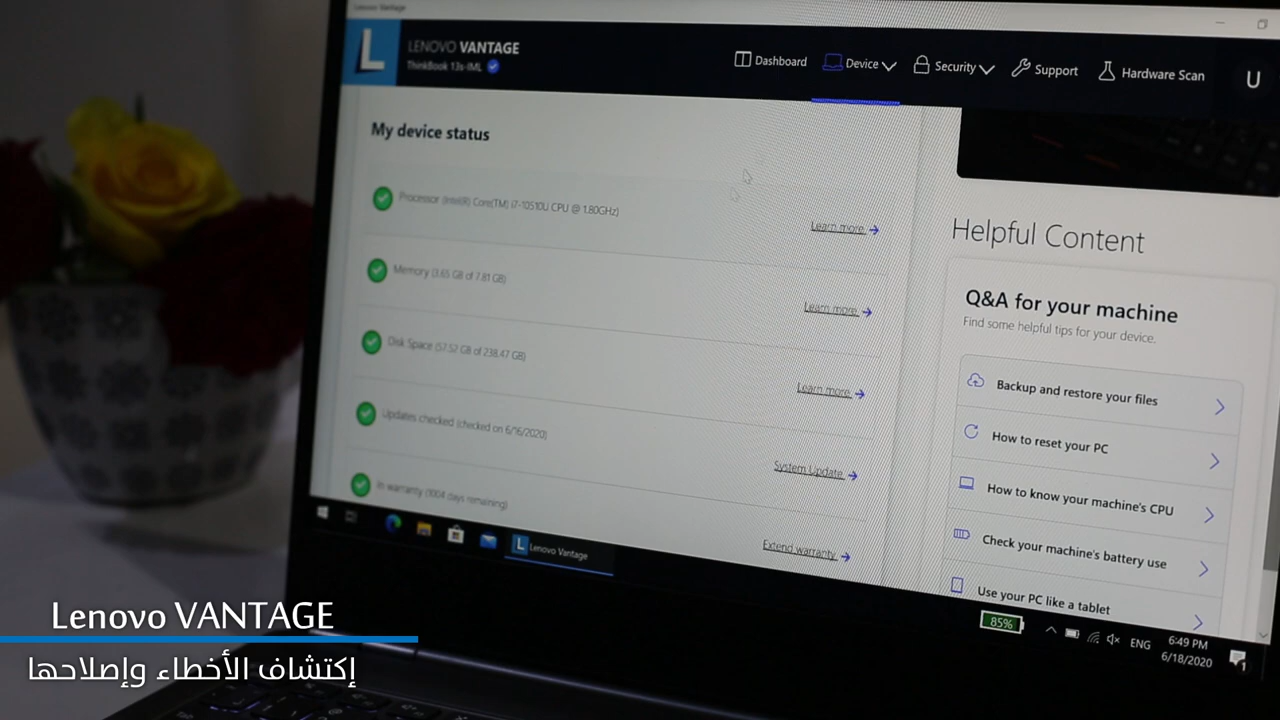 Lenovo Vantage
LENOVO VANTAGE
ThinkBook 13s-IML
Dashboard
Device
Security
Support
Hardware Scan
U
My device status
Processor (Intel(R) Core(TM) i7-10510U CPU @ 1.80GHz)
Learn more
Memory (3.65 GB of 7.81 GB)
Learn more
Disk Space (57.57 GB of 238.47 GB)
Learn more
Updates checked (checked on 6/16/2020)
System Update
In warranty (1004 days remaining)
Extend warranty
Helpful Content
Q&A for your machine
Find some helpful tips for your device.
Backup and restore your files
How to reset your PC
How to know your machine's CPU
Check your machine's battery use
Use your PC like a tablet
Lenovo Vantage
85%
ENG
6:49 PM
6/18/2020
1
Lenovo VANTAGE
إكتشاف الأخطاء وإصلاحها